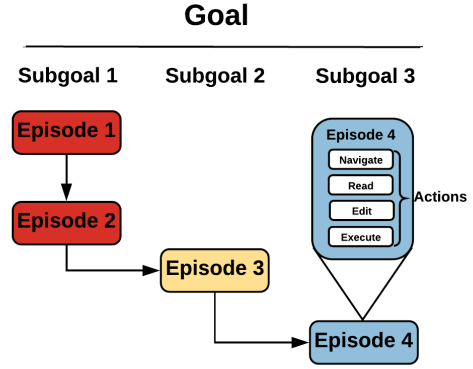 Goal
Subgoal 1
Subgoal 2
Subgoal 3
Episode 1
Episode 2
Episode 3
Episode 4
Navigate
Read
Edit
Execute
Actions
Episode 4